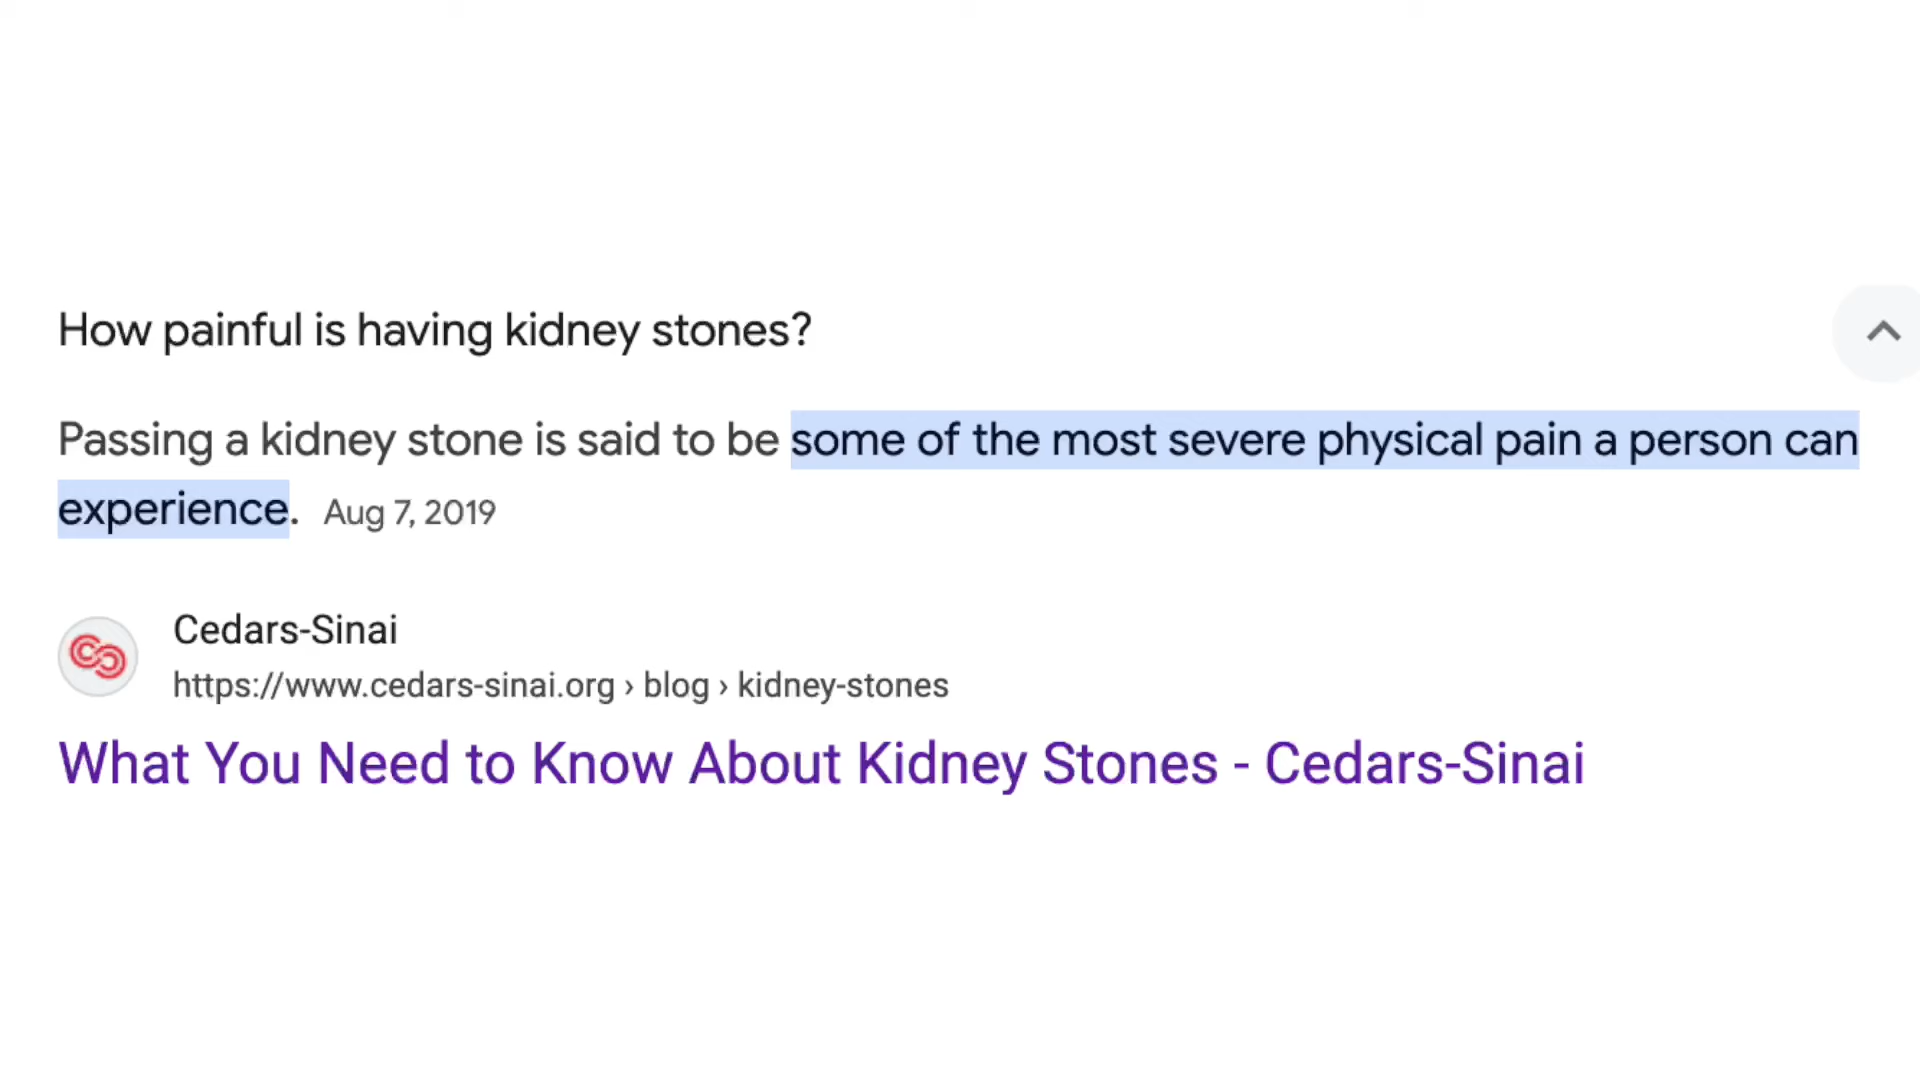 How painful is having kidney stones?
Passing a kidney stone is said to be some of the most severe physical pain a person can
experience. Aug 7, 2019
Cedars-Sinai
https://www.cedars-sinai.org › blog › kidney-stones
What You Need to Know About Kidney Stones - Cedars-Sinai